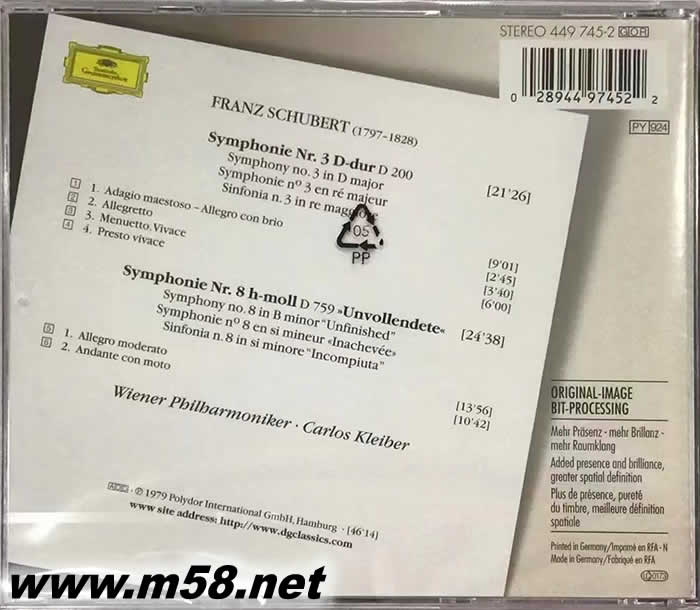 STEREO 449 745-2 GOR
Deutsche
Grammophon
0 28944 97452 2
PY 924
FRANZ SCHUBERT (1797-1828)
Symphonie Nr. 3 D-dur D 200
Symphony no. 3 in D major
Symphonie nº 3 en ré majeur
Sinfonia n. 3 in re maggiore
[21'26]
1 1. Adagio maestoso – Allegro con brio [9'01]
2 2. Allegretto [2'45]
3 3. Menuetto. Vivace [3'40]
4 4. Presto vivace [6'00]
05
PP
Symphonie Nr. 8 h-moll D 759 »Unvollendete«
Symphony no. 8 in B minor "Unfinished"
Symphonie nº 8 en si mineur «Inachevée»
Sinfonia n. 8 in si minore "Incompiuta"
[24'38]
5 1. Allegro moderato [13'56]
6 2. Andante con moto [10'42]
Wiener Philharmoniker · Carlos Kleiber
ADD · ℗ 1979 Polydor International GmbH, Hamburg · [46'14]
www site address: http://www.dgclassics.com
ORIGINAL-IMAGE
BIT-PROCESSING
Mehr Präsenz - mehr Brillanz -
mehr Raumklang
Added presence and brilliance,
greater spatial definition
Plus de présence, pureté
du timbre, meilleure définition
spatiale
Printed in Germany/Imprimé en RFA - N
Made in Germany/Fabriqué en RFA
LC 0173
www.m58.net